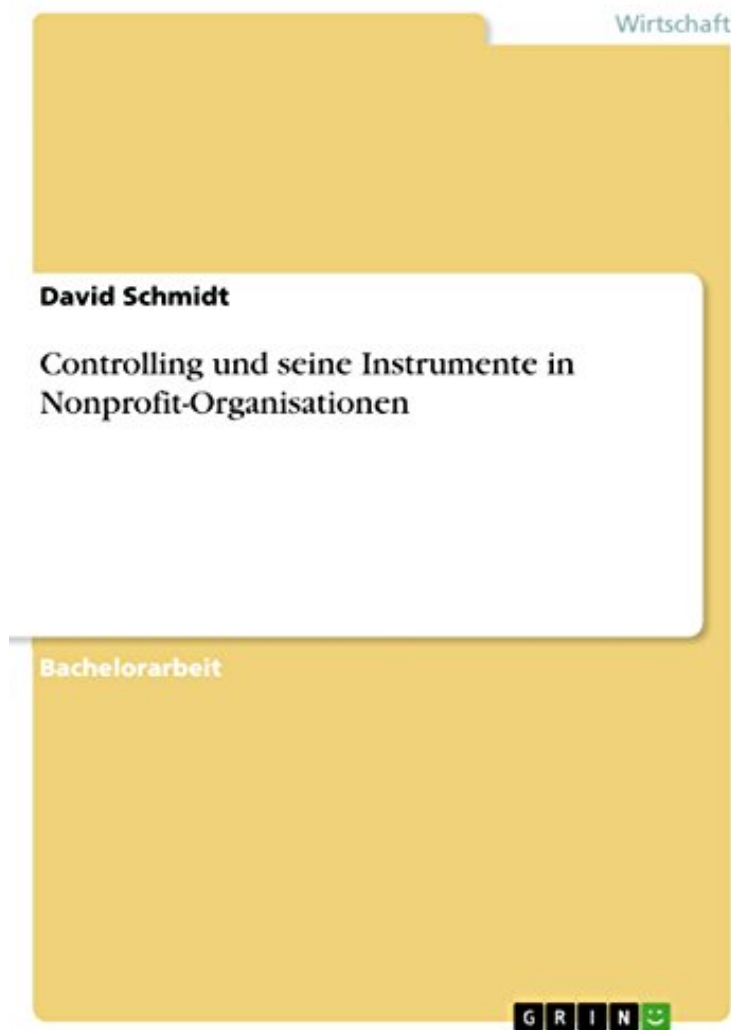 Wirtschaft
David Schmidt
Controlling und seine Instrumente in
Nonprofit-Organisationen
Bachelorarbeit
GRIN